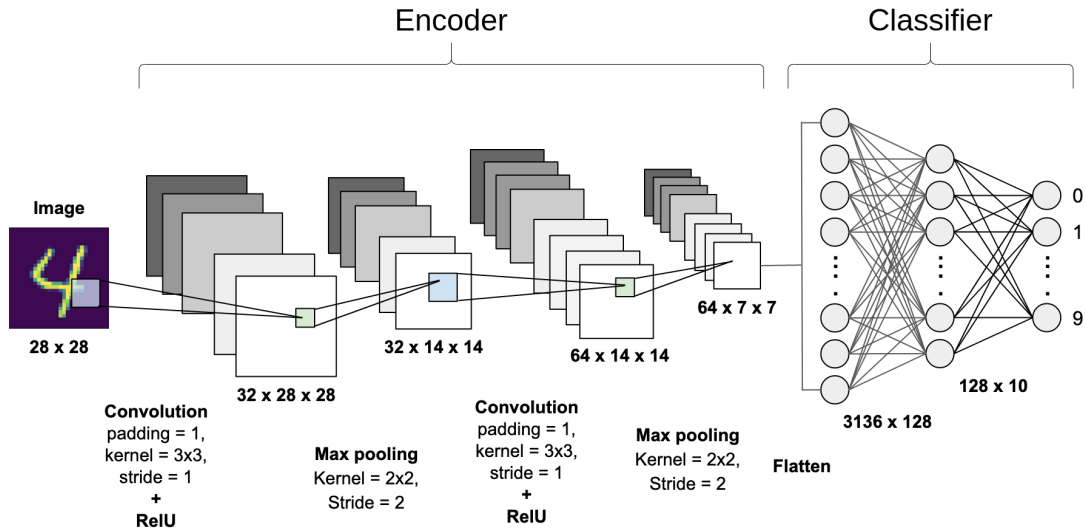 Encoder
Classifier
Image
28 x 28
32 x 28 x 28
32 x 14 x 14
64 x 14 x 14
64 x 7 x 7
0
1
9
3136 x 128
128 x 10
Convolution
padding = 1,
kernel = 3x3,
stride = 1
+
RelU
Max pooling
Kernel = 2x2,
Stride = 2
Convolution
padding = 1,
kernel = 3x3,
stride = 1
+
RelU
Max pooling
Kernel = 2x2,
Stride = 2
Flatten
4